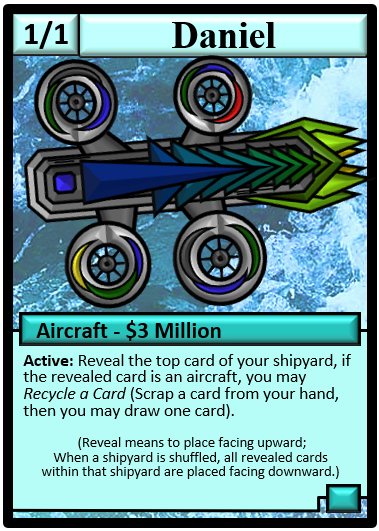 1/1 Daniel
Aircraft - $3 Million
Active: Reveal the top card of your shipyard, if
the revealed card is an aircraft, you may
Recycle a Card (Scrap a card from your hand,
then you may draw one card).
(Reveal means to place facing upward;
When a shipyard is shuffled, all revealed cards
within that shipyard are placed facing downward.)